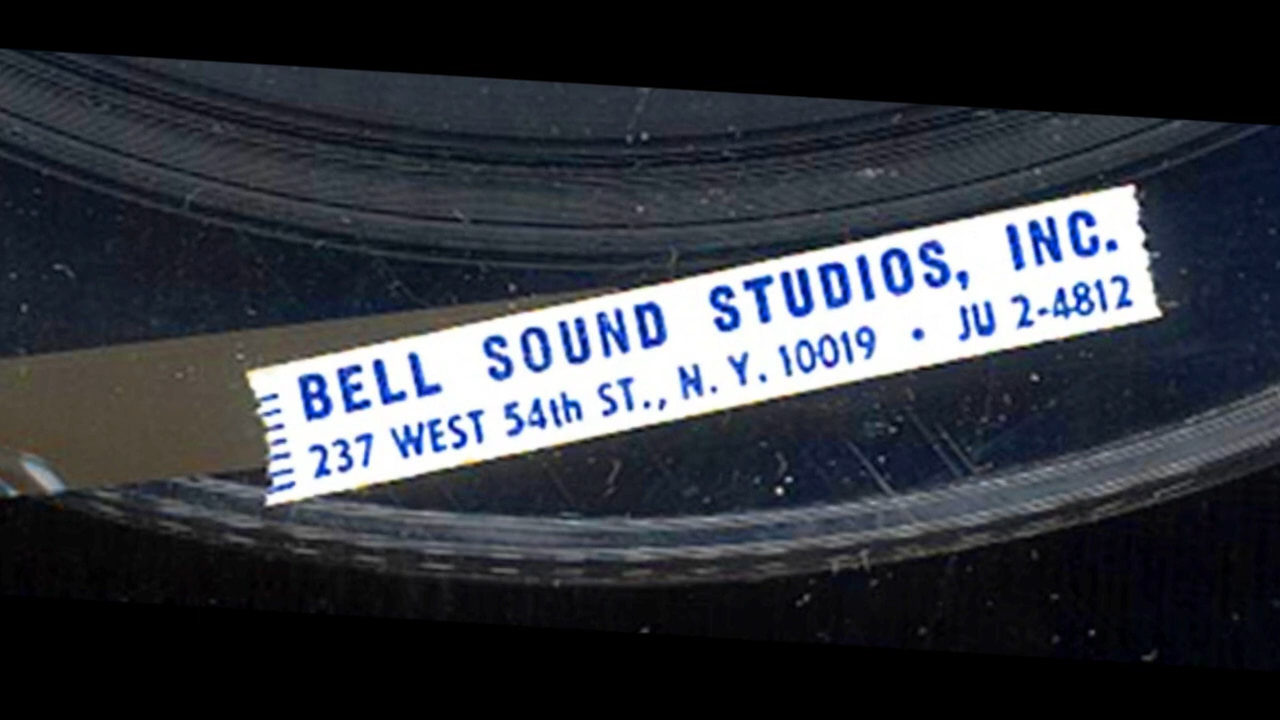 BELL SOUND STUDIOS, INC.
237 WEST 54th ST., N. Y. 10019 • JU 2-4812